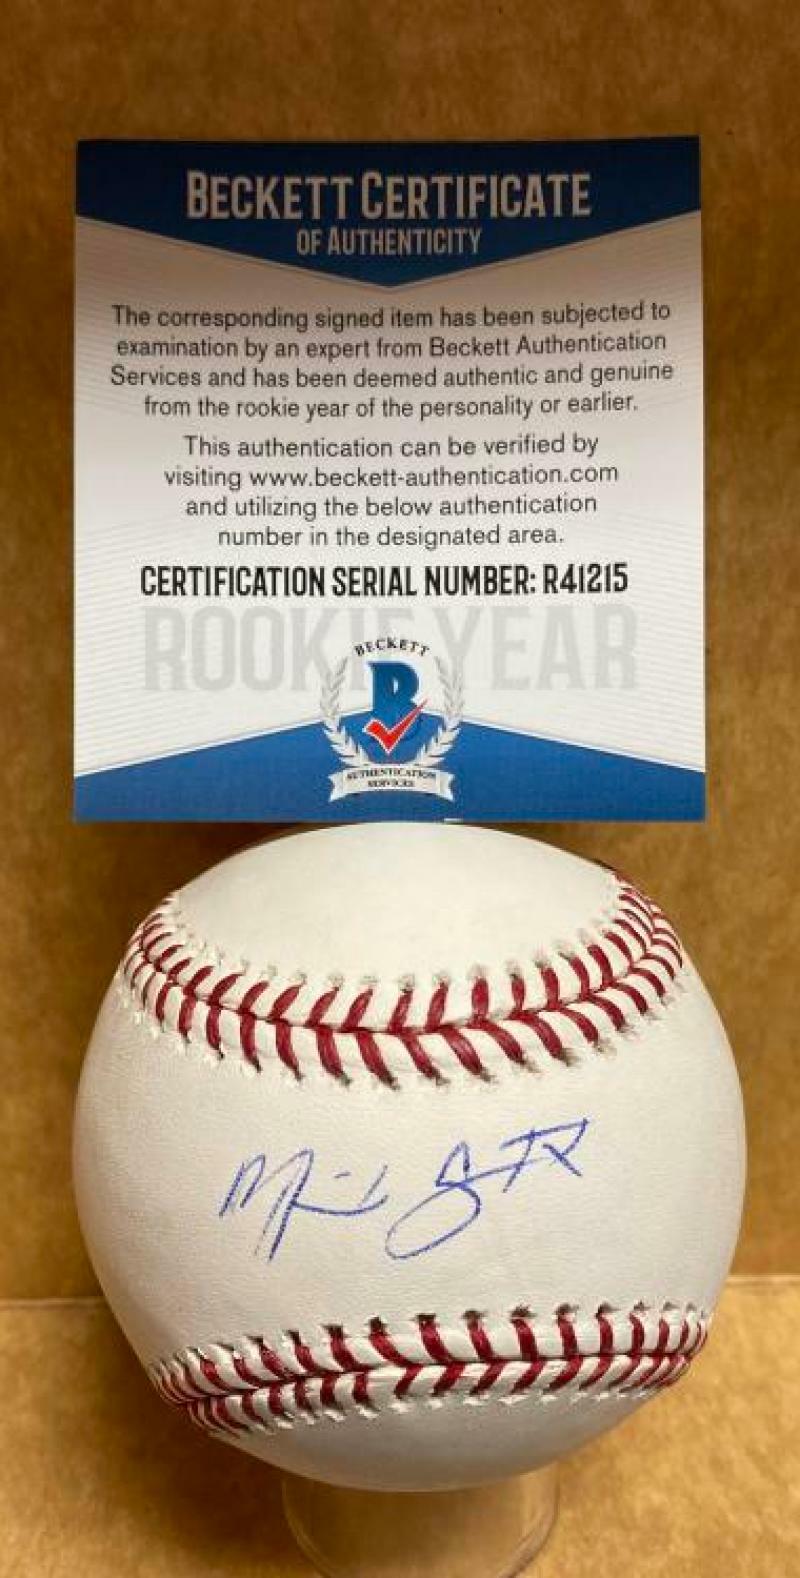 BECKETT CERTIFICATE
OF AUTHENTICITY
The corresponding signed item has been subjected to
examination by an expert from Beckett Authentication
Services and has been deemed authentic and genuine
from the rookie year of the personality or earlier.
This authentication can be verified by
visiting www.beckett-authentication.com
and utilizing the below authentication
number in the designated area.
CERTIFICATION SERIAL NUMBER: R41215
ROOKIE YEAR
BECKETT
B
AUTHENTICATION
SERVICES